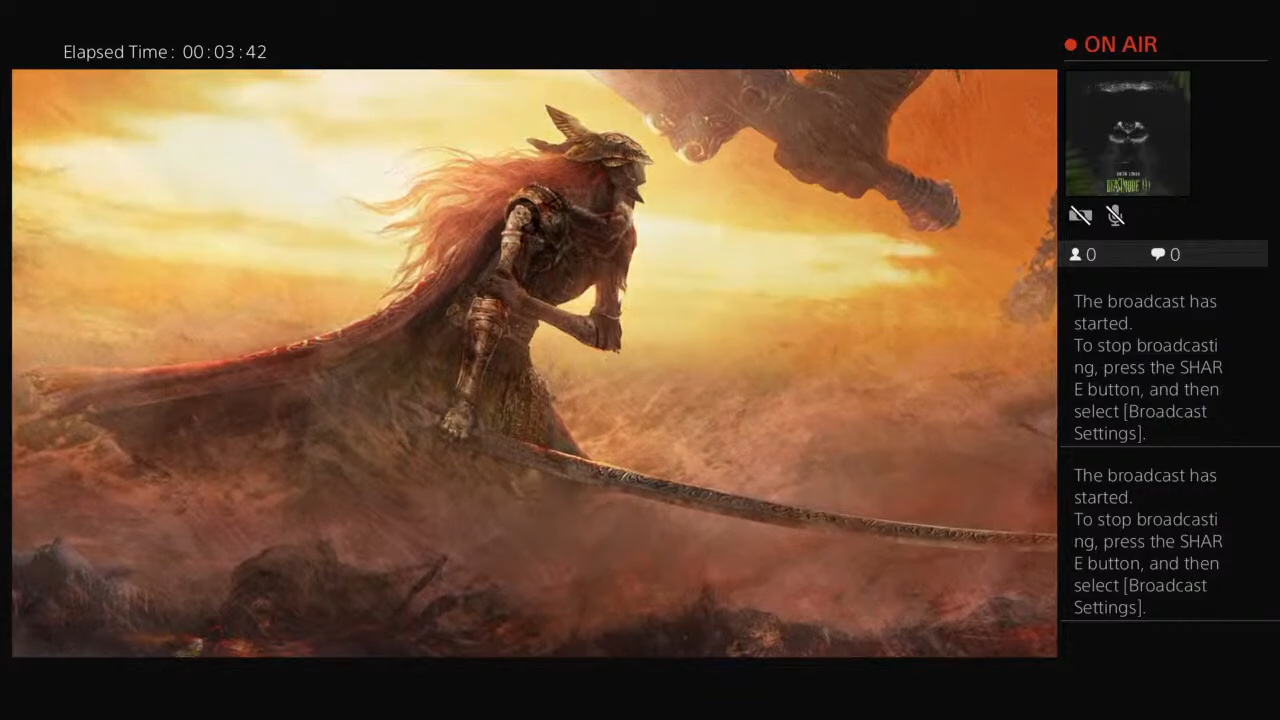 Elapsed Time: 00:03:42
ON AIR
BEASTMODE III
0
0
The broadcast has
started.
To stop broadcasti
ng, press the SHAR
E button, and then
select [Broadcast
Settings].
The broadcast has
started.
To stop broadcasti
ng, press the SHAR
E button, and then
select [Broadcast
Settings].